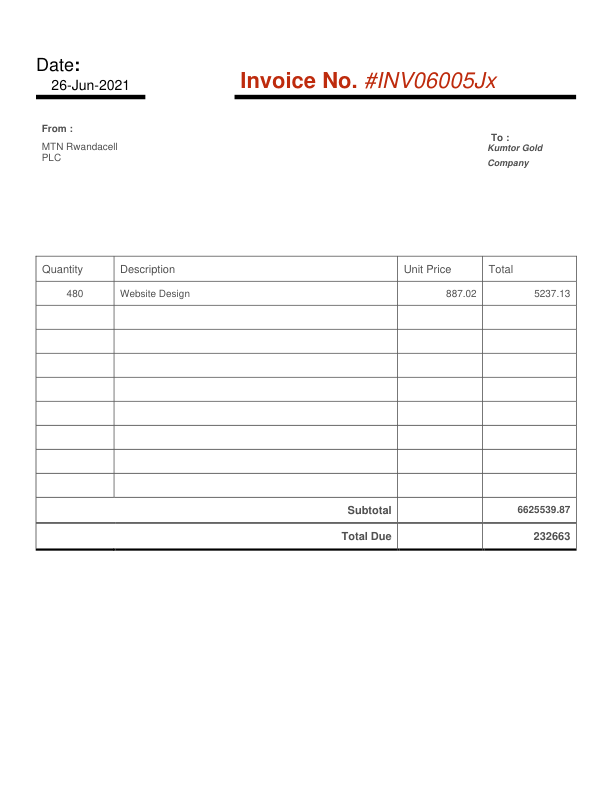 Date:
26-Jun-2021
Invoice No. #INV06005Jx
From :
MTN Rwandacell
PLC
To :
Kumtor Gold
Company
Quantity Description Unit Price Total
480 Website Design 887.02 5237.13
Subtotal 6625539.87
Total Due 232663